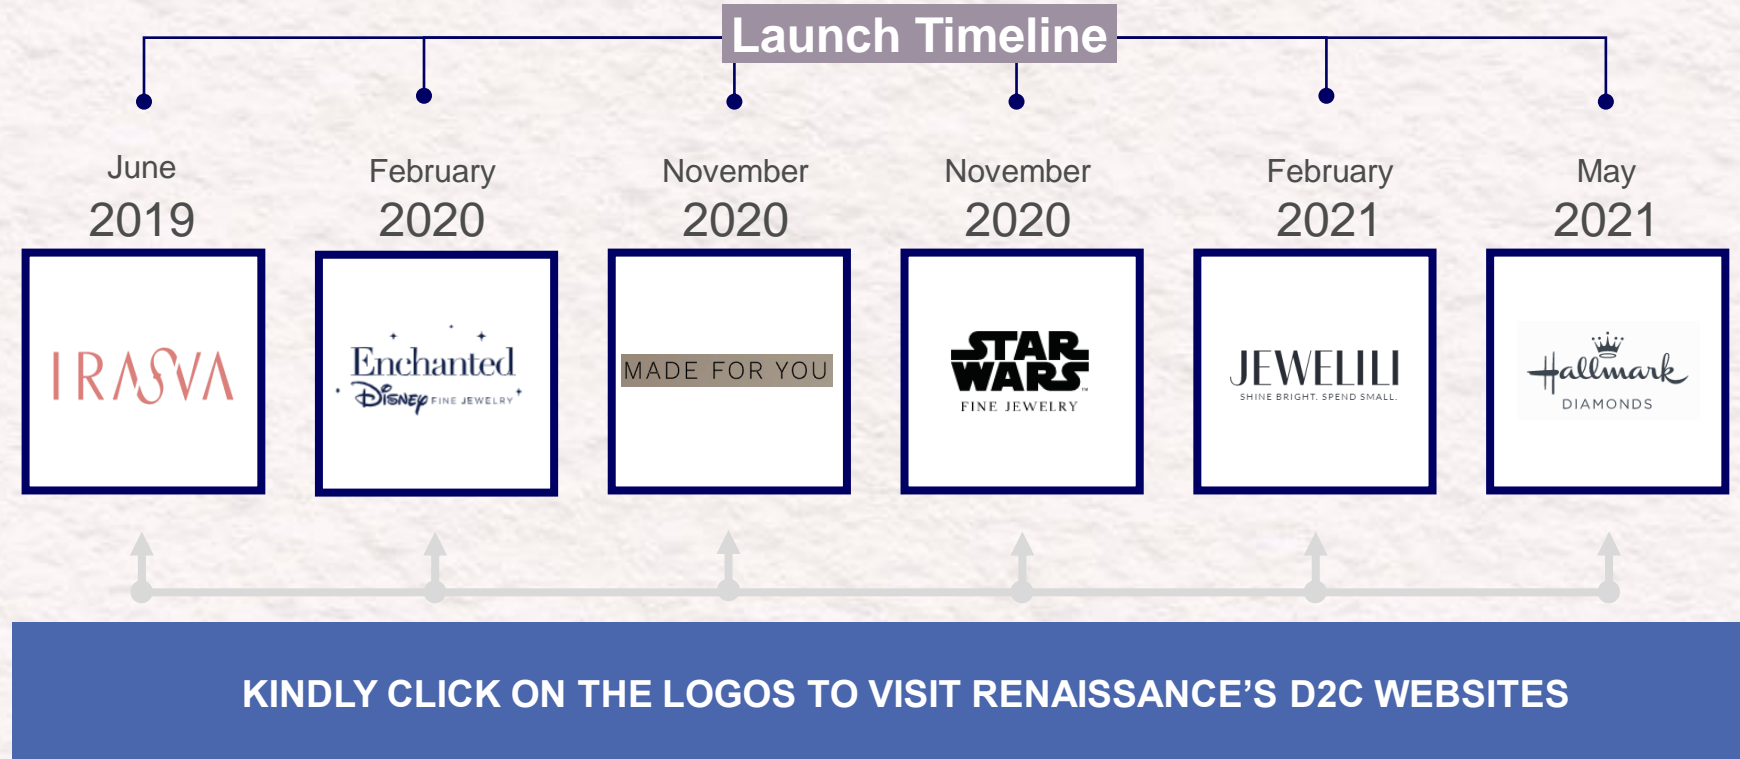 Launch Timeline
June
2019
February
2020
November
2020
November
2020
February
2021
May
2021
IRASVA
Enchanted
Disney FINE JEWELRY
MADE FOR YOU
STAR
WARS™
FINE JEWELRY
JEWELILI
SHINE BRIGHT. SPEND SMALL.
Hallmark
DIAMONDS
KINDLY CLICK ON THE LOGOS TO VISIT RENAISSANCE'S D2C WEBSITES